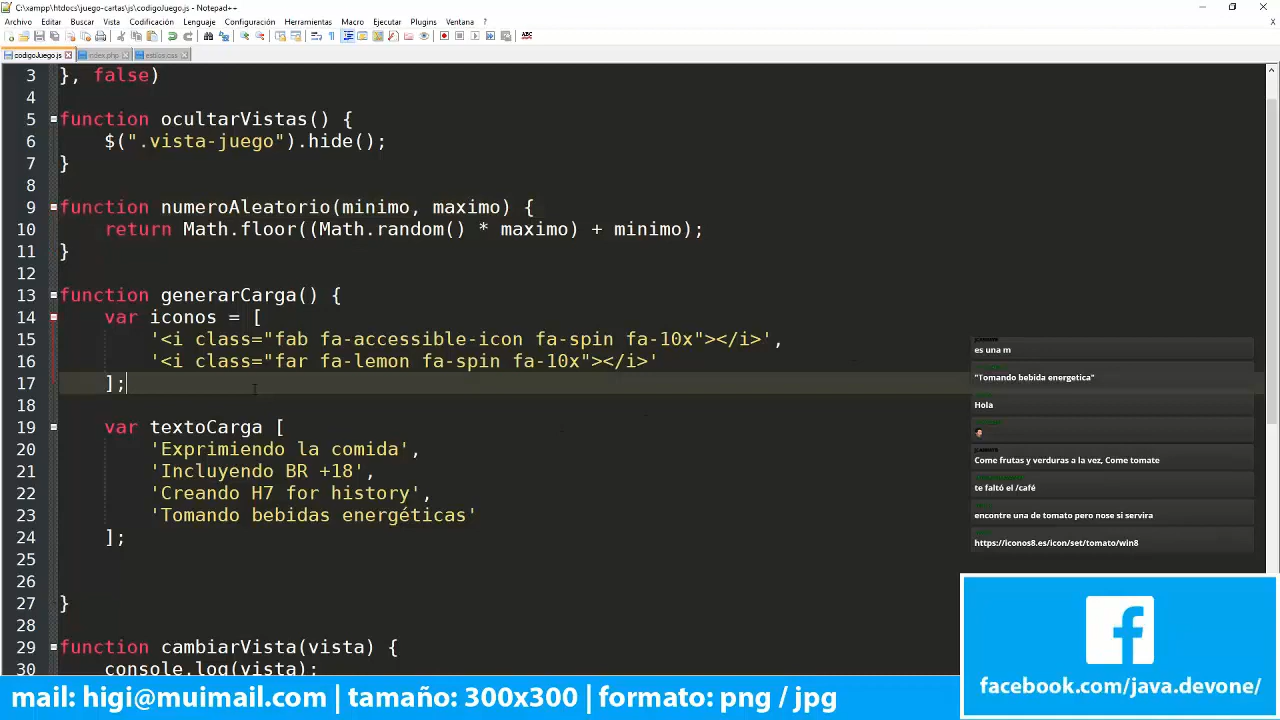 C:\xampp\htdocs\juego-cartas\js\codigoJuego.js - Notepad++
Archivo Editar Buscar Vista Codificación Lenguaje Configuración Herramientas Macro Ejecutar Plugins Ventana ?
codigoJuego.js index.php estilos.css
3 }, false)
4
5 function ocultarVistas() {
6 $(".vista-juego").hide();
7 }
8
9 function numeroAleatorio(minimo, maximo) {
10 return Math.floor((Math.random() * maximo) + minimo);
11 }
12
13 function generarCarga() {
14 var iconos = [
15 '<i class="fab fa-accessible-icon fa-spin fa-10x"></i>',
16 '<i class="far fa-lemon fa-spin fa-10x"></i>'
17 ];
18
19 var textoCarga [
20 'Exprimiendo la comida',
21 'Incluyendo BR +18',
22 'Creando H7 for history',
23 'Tomando bebidas energéticas'
24 ];
25
26
27 }
28
29 function cambiarVista(vista) {
30 console.log(vista);
es una m
"Tomando bebida energetica"
Hola
Come frutas y verduras a la vez, Come tomate
te faltó el /café
encontre una de tomato pero nose si servira
https://iconos8.es/icon/set/tomato/win8
mail: higi@muimail.com | tamaño: 300x300 | formato: png / jpg
facebook.com/java.devone/